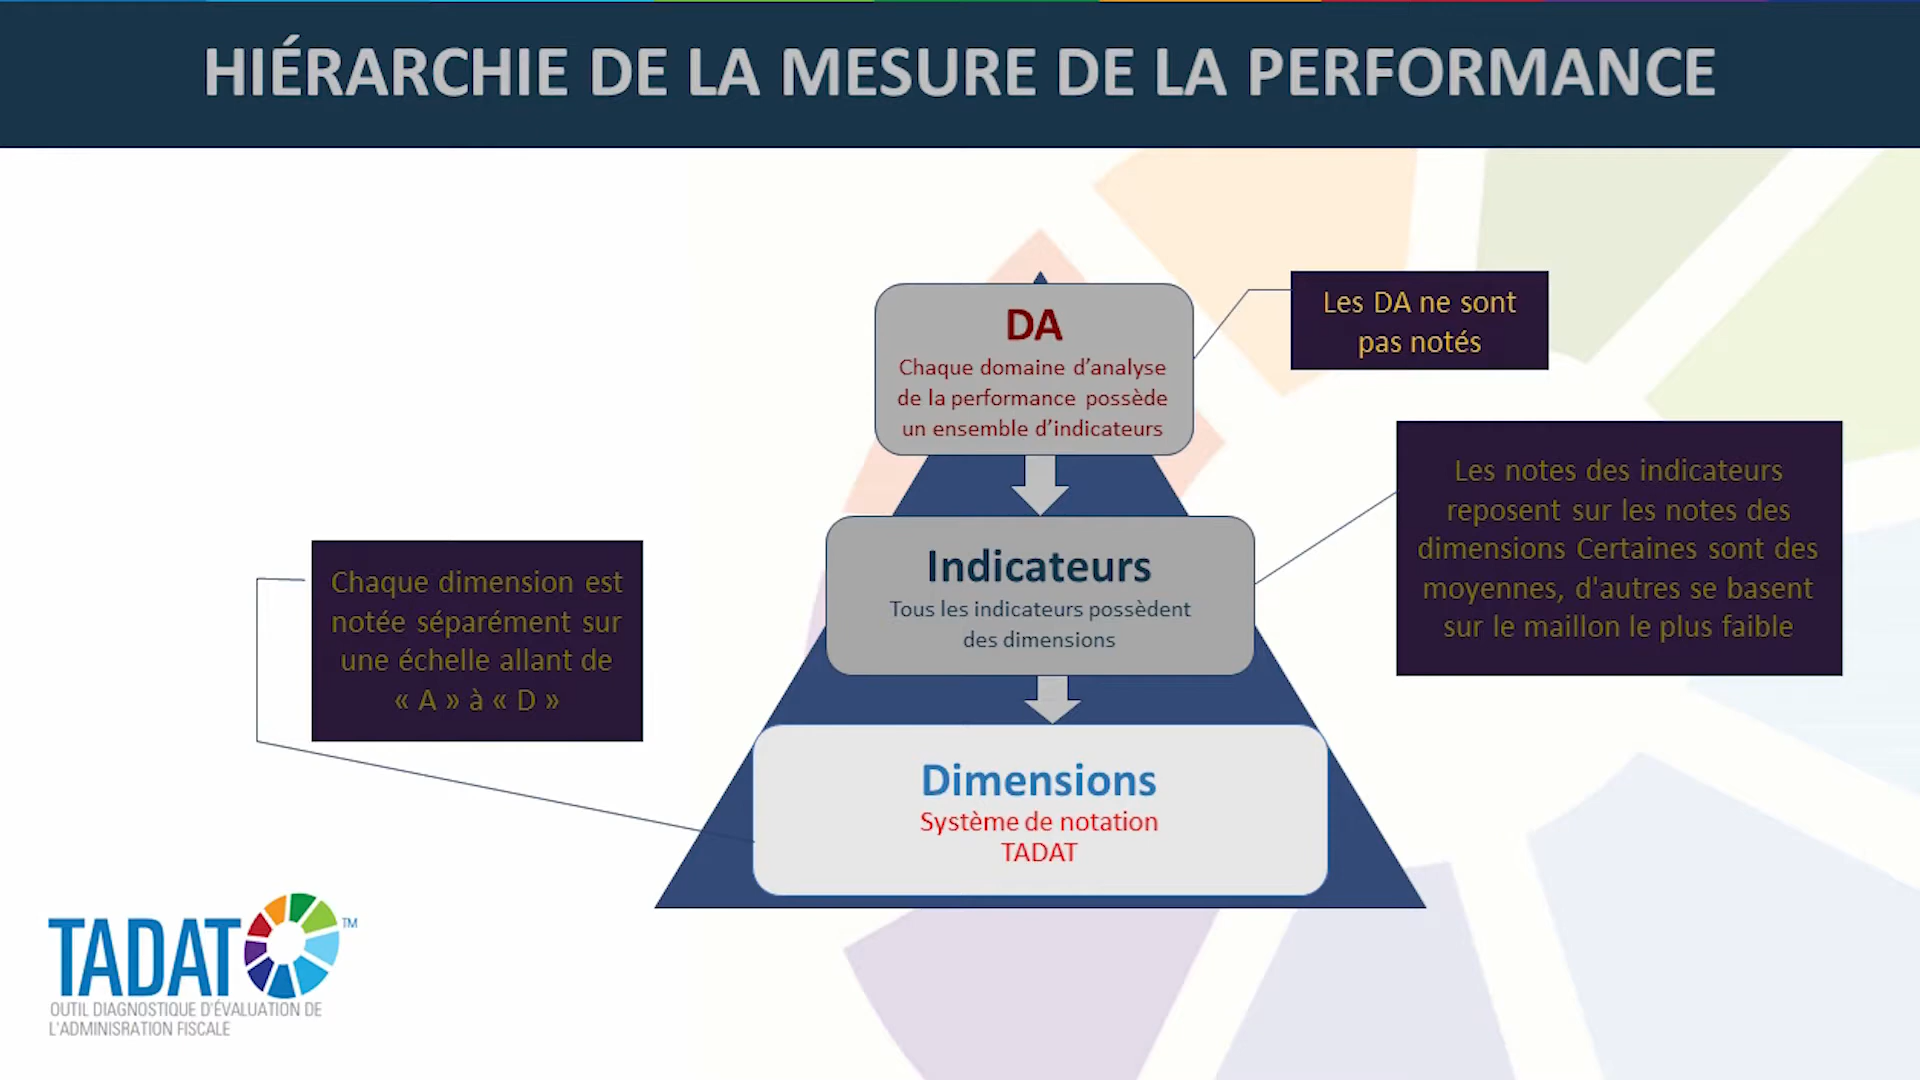 HIÉRARCHIE DE LA MESURE DE LA PERFORMANCE
DA
Chaque domaine d'analyse
de la performance possède
un ensemble d'indicateurs
Les DA ne sont
pas notés
Indicateurs
Tous les indicateurs possèdent
des dimensions
Les notes des indicateurs
reposent sur les notes des
dimensions Certaines sont des
moyennes, d'autres se basent
sur le maillon le plus faible
Chaque dimension est
notée séparément sur
une échelle allant de
« A » à « D »
Dimensions
Système de notation
TADAT
TADAT™
OUTIL DIAGNOSTIQUE D'ÉVALUATION DE
L'ADMINISRATION FISCALE